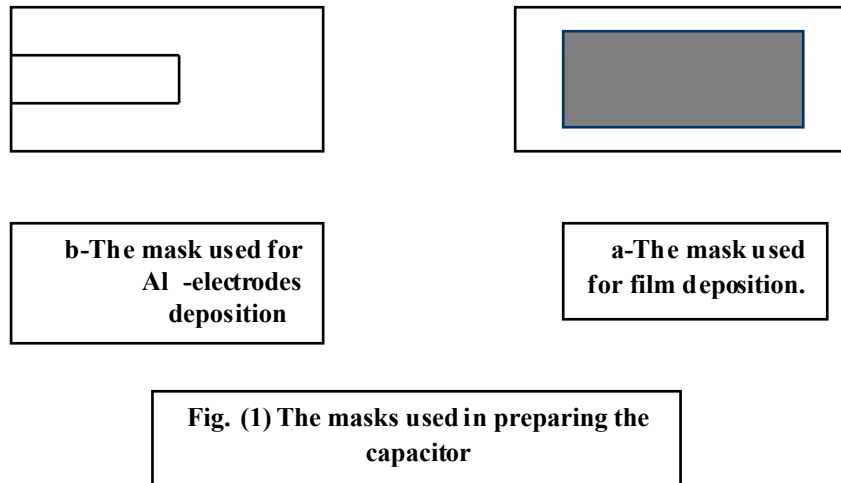 b-The mask used for
Al -electrodes
deposition
a-The mask used
for film deposition.
Fig. (1) The masks used in preparing the
capacitor